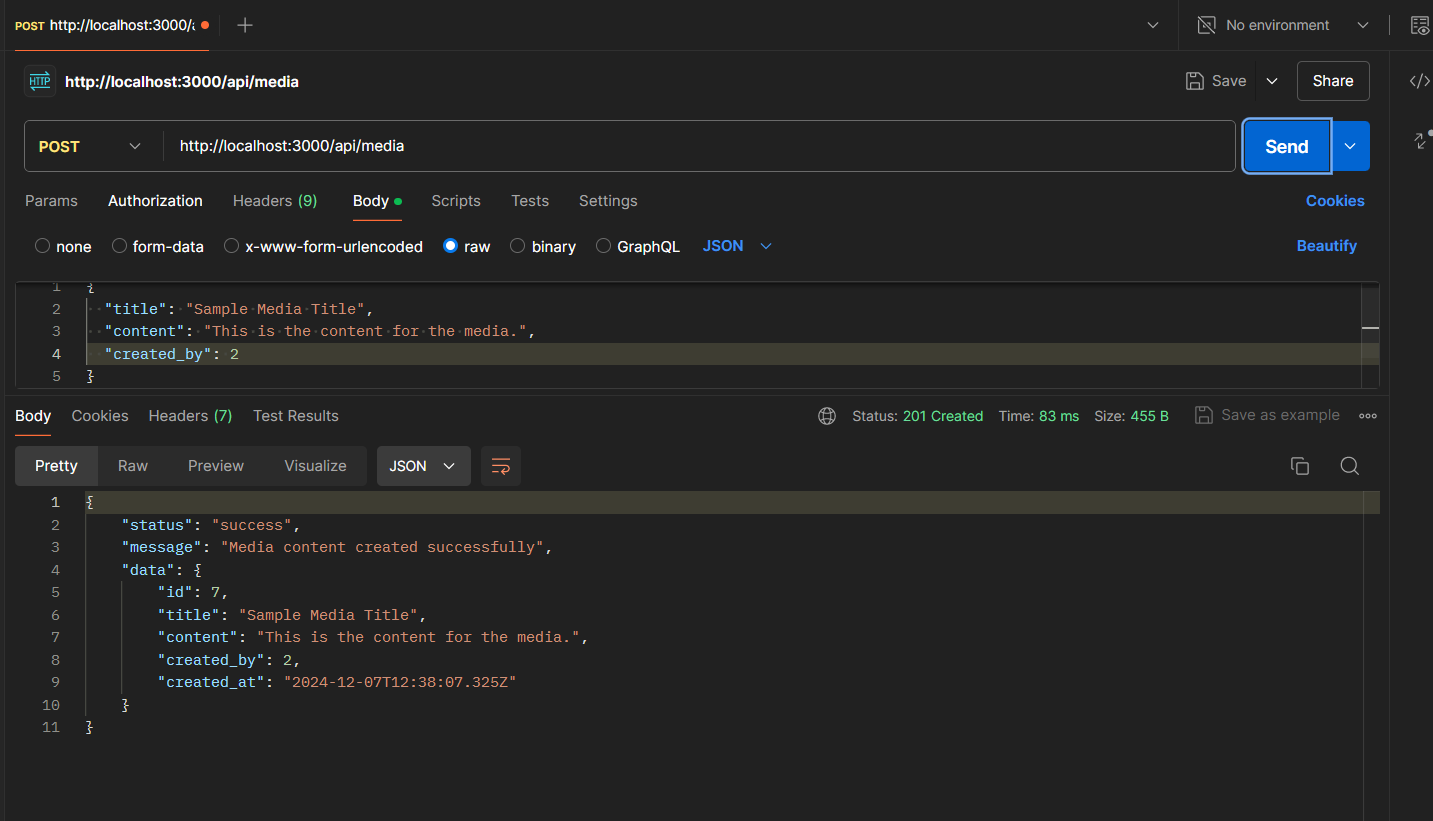 POST http://localhost:3000/a
No environment
HTTP http://localhost:3000/api/media
Save
Share
POST
http://localhost:3000/api/media
Send
Params Authorization Headers (9) Body Scripts Tests Settings Cookies
none form-data x-www-form-urlencoded raw binary GraphQL JSON Beautify
1 {
2 "title": "Sample Media Title",
3 "content": "This is the content for the media.",
4 "created_by": 2
5 }
Body Cookies Headers (7) Test Results Status: 201 Created Time: 83 ms Size: 455 B Save as example
Pretty Raw Preview Visualize JSON
1 {
2 "status": "success",
3 "message": "Media content created successfully",
4 "data": {
5 "id": 7,
6 "title": "Sample Media Title",
7 "content": "This is the content for the media.",
8 "created_by": 2,
9 "created_at": "2024-12-07T12:38:07.325Z"
10 }
11 }